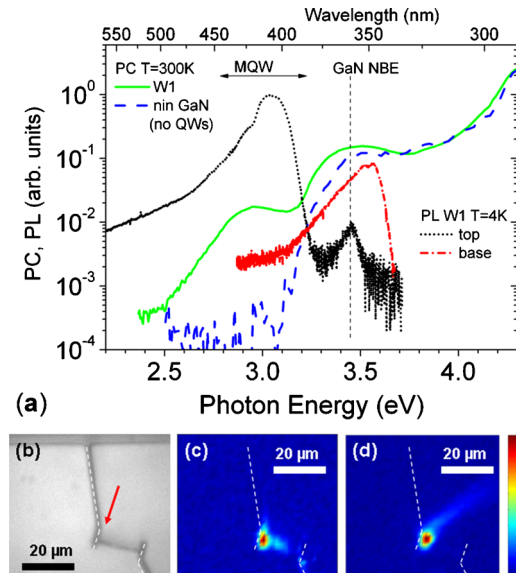 Wavelength (nm)
550 500 450 400 350 300
PC T=300K
MQW
GaN NBE
W1
nin GaN
(no QWs)
PL W1 T=4K
top
base
PC, PL (arb. units)
10^0
10^-1
10^-2
10^-3
10^-4
2.5 3.0 3.5 4.0
(a)
Photon Energy (eV)
(b)
20 µm
(c)
20 µm
(d)
20 µm